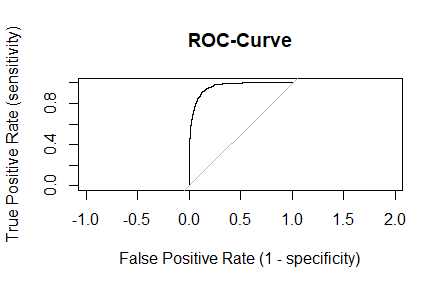 ROC-Curve
True Positive Rate (sensitivity)
0.8
0.4
0.0
-1.0 -0.5 0.0 0.5 1.0 1.5 2.0
False Positive Rate (1 - specificity)